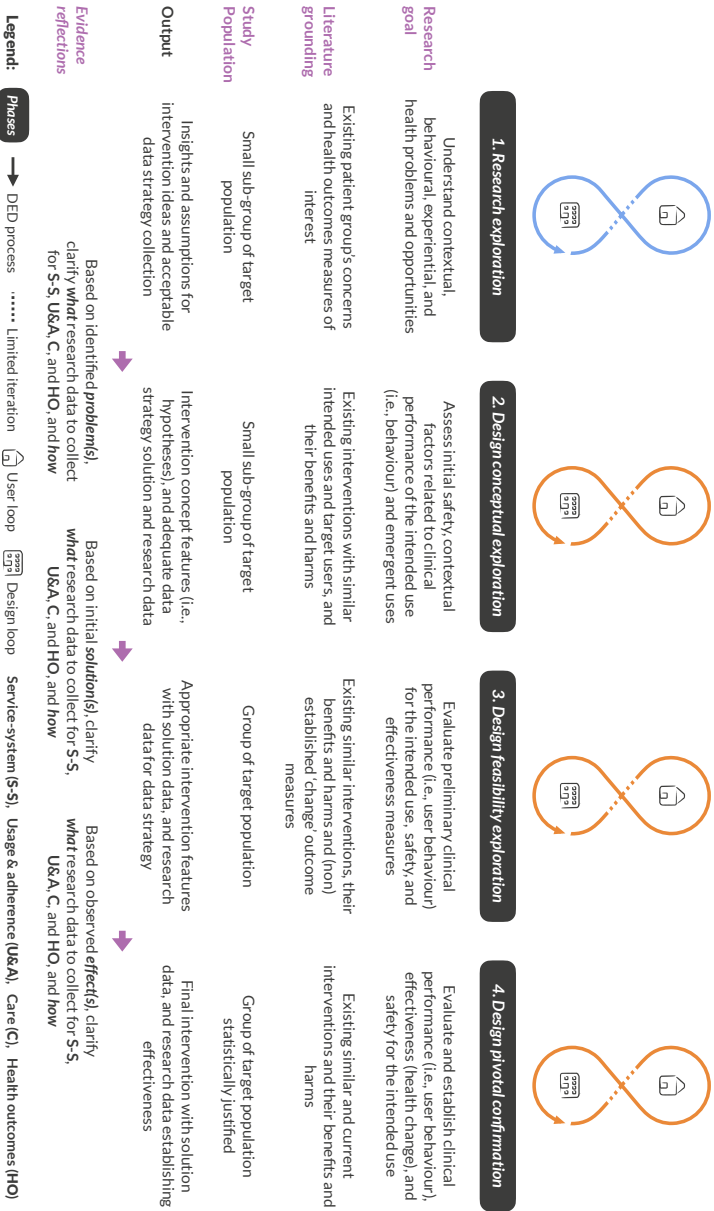 1. Research exploration
2. Design conceptual exploration
3. Design feasibility exploration
4. Design pivotal confirmation
Research
goal
Understand contextual,
behavioural, experiential, and
health problems and opportunities
Assess initial safety, contextual
factors related to clinical
performance of the intended use
(i.e., behaviour) and emergent uses
Evaluate preliminary clinical
performance (i.e., user behaviour)
for the intended use, safety, and
effectiveness measures
Evaluate and establish clinical
performance (i.e., user behaviour),
effectiveness (health change), and
safety for the intended use
Literature
grounding
Existing patient group's concerns
and health outcomes measures of
interest
Existing interventions with similar
intended uses and target users, and
their benefits and harms
Existing similar interventions, their
benefits and harms and (non)
established 'change' outcome
measures
Existing similar and current
interventions and their benefits and
harms
Study
Population
Small sub-group of target
population
Small sub-group of target
population
Group of target population
Group of target population
statistically justified
Output
Insights and assumptions for
intervention ideas and acceptable
data strategy collection
Intervention concept features (i.e.,
hypotheses), and adequate data
strategy solution and research data
Appropriate intervention features
with solution data, and research
data for data strategy
Final intervention with solution
data, and research data establishing
effectiveness
Evidence
reflections
Based on identified problem(s),
clarify what research data to collect
for S-S, U&A, C, and HO, and how
Based on initial solution(s), clarify
what research data to collect for S-S,
U&A, C, and HO, and how
Based on observed effect(s), clarify
what research data to collect for S-S,
U&A, C, and HO, and how
Legend: Phases DED process Limited iteration User loop Design loop Service-system (S-S), Usage & adherence (U&A), Care (C), Health outcomes (HO)